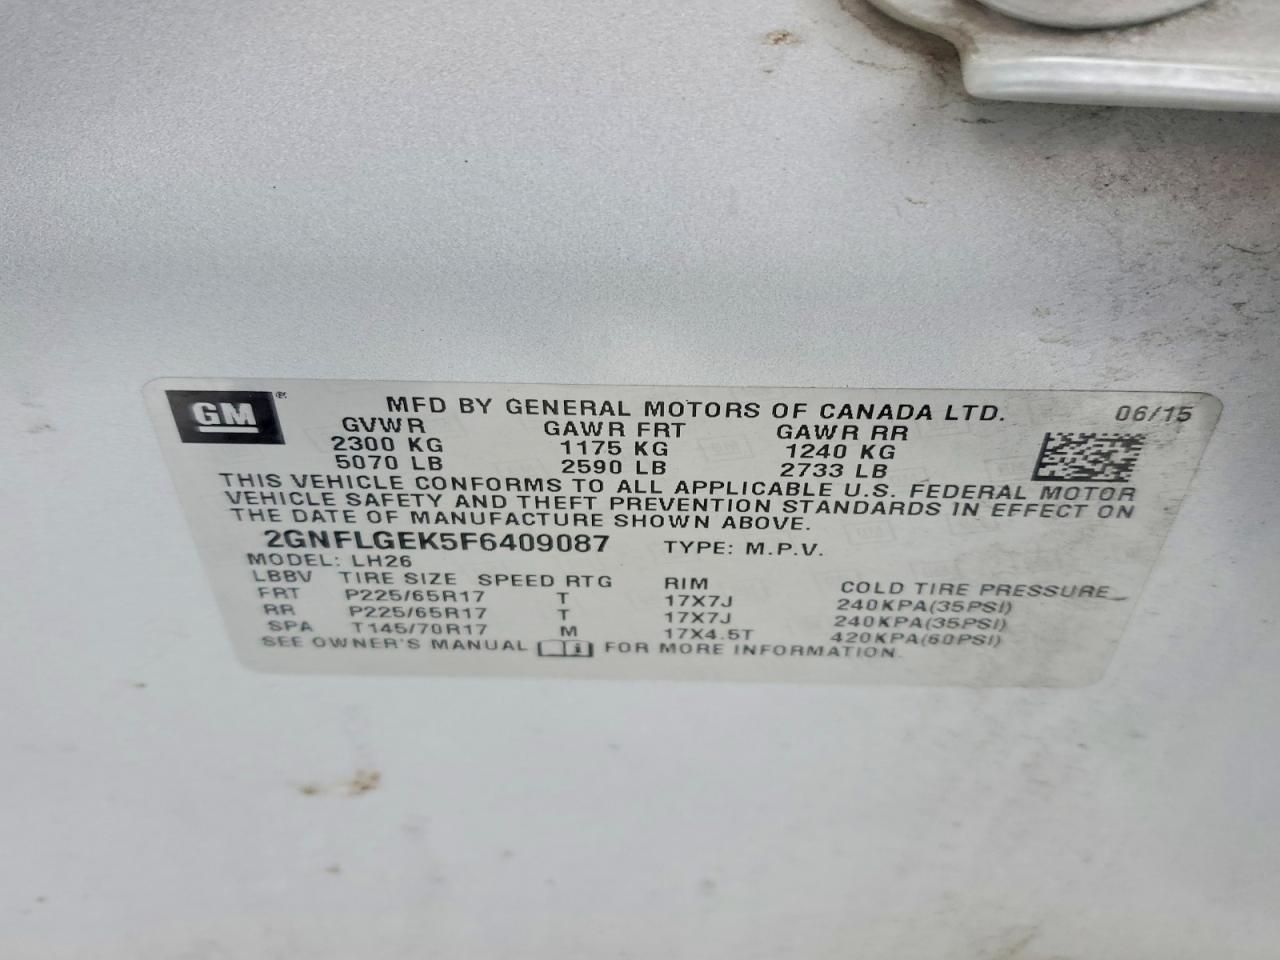 GM®
MFD BY GENERAL MOTORS OF CANADA LTD. 06/15
GVWR GAWR FRT GAWR RR
2300 KG 1175 KG 1240 KG
5070 LB 2590 LB 2733 LB
THIS VEHICLE CONFORMS TO ALL APPLICABLE U.S. FEDERAL MOTOR
VEHICLE SAFETY AND THEFT PREVENTION STANDARDS IN EFFECT ON
THE DATE OF MANUFACTURE SHOWN ABOVE.
2GNFLGEK5F6409087 TYPE: M.P.V.
MODEL: LH26
LBBV TIRE SIZE SPEED RTG RIM COLD TIRE PRESSURE
FRT P225/65R17 T 17X7J 240KPA(35PSI)
RR P225/65R17 T 17X7J 240KPA(35PSI)
SPA T145/70R17 M 17X4.5T 420KPA(60PSI)
SEE OWNER'S MANUAL FOR MORE INFORMATION.